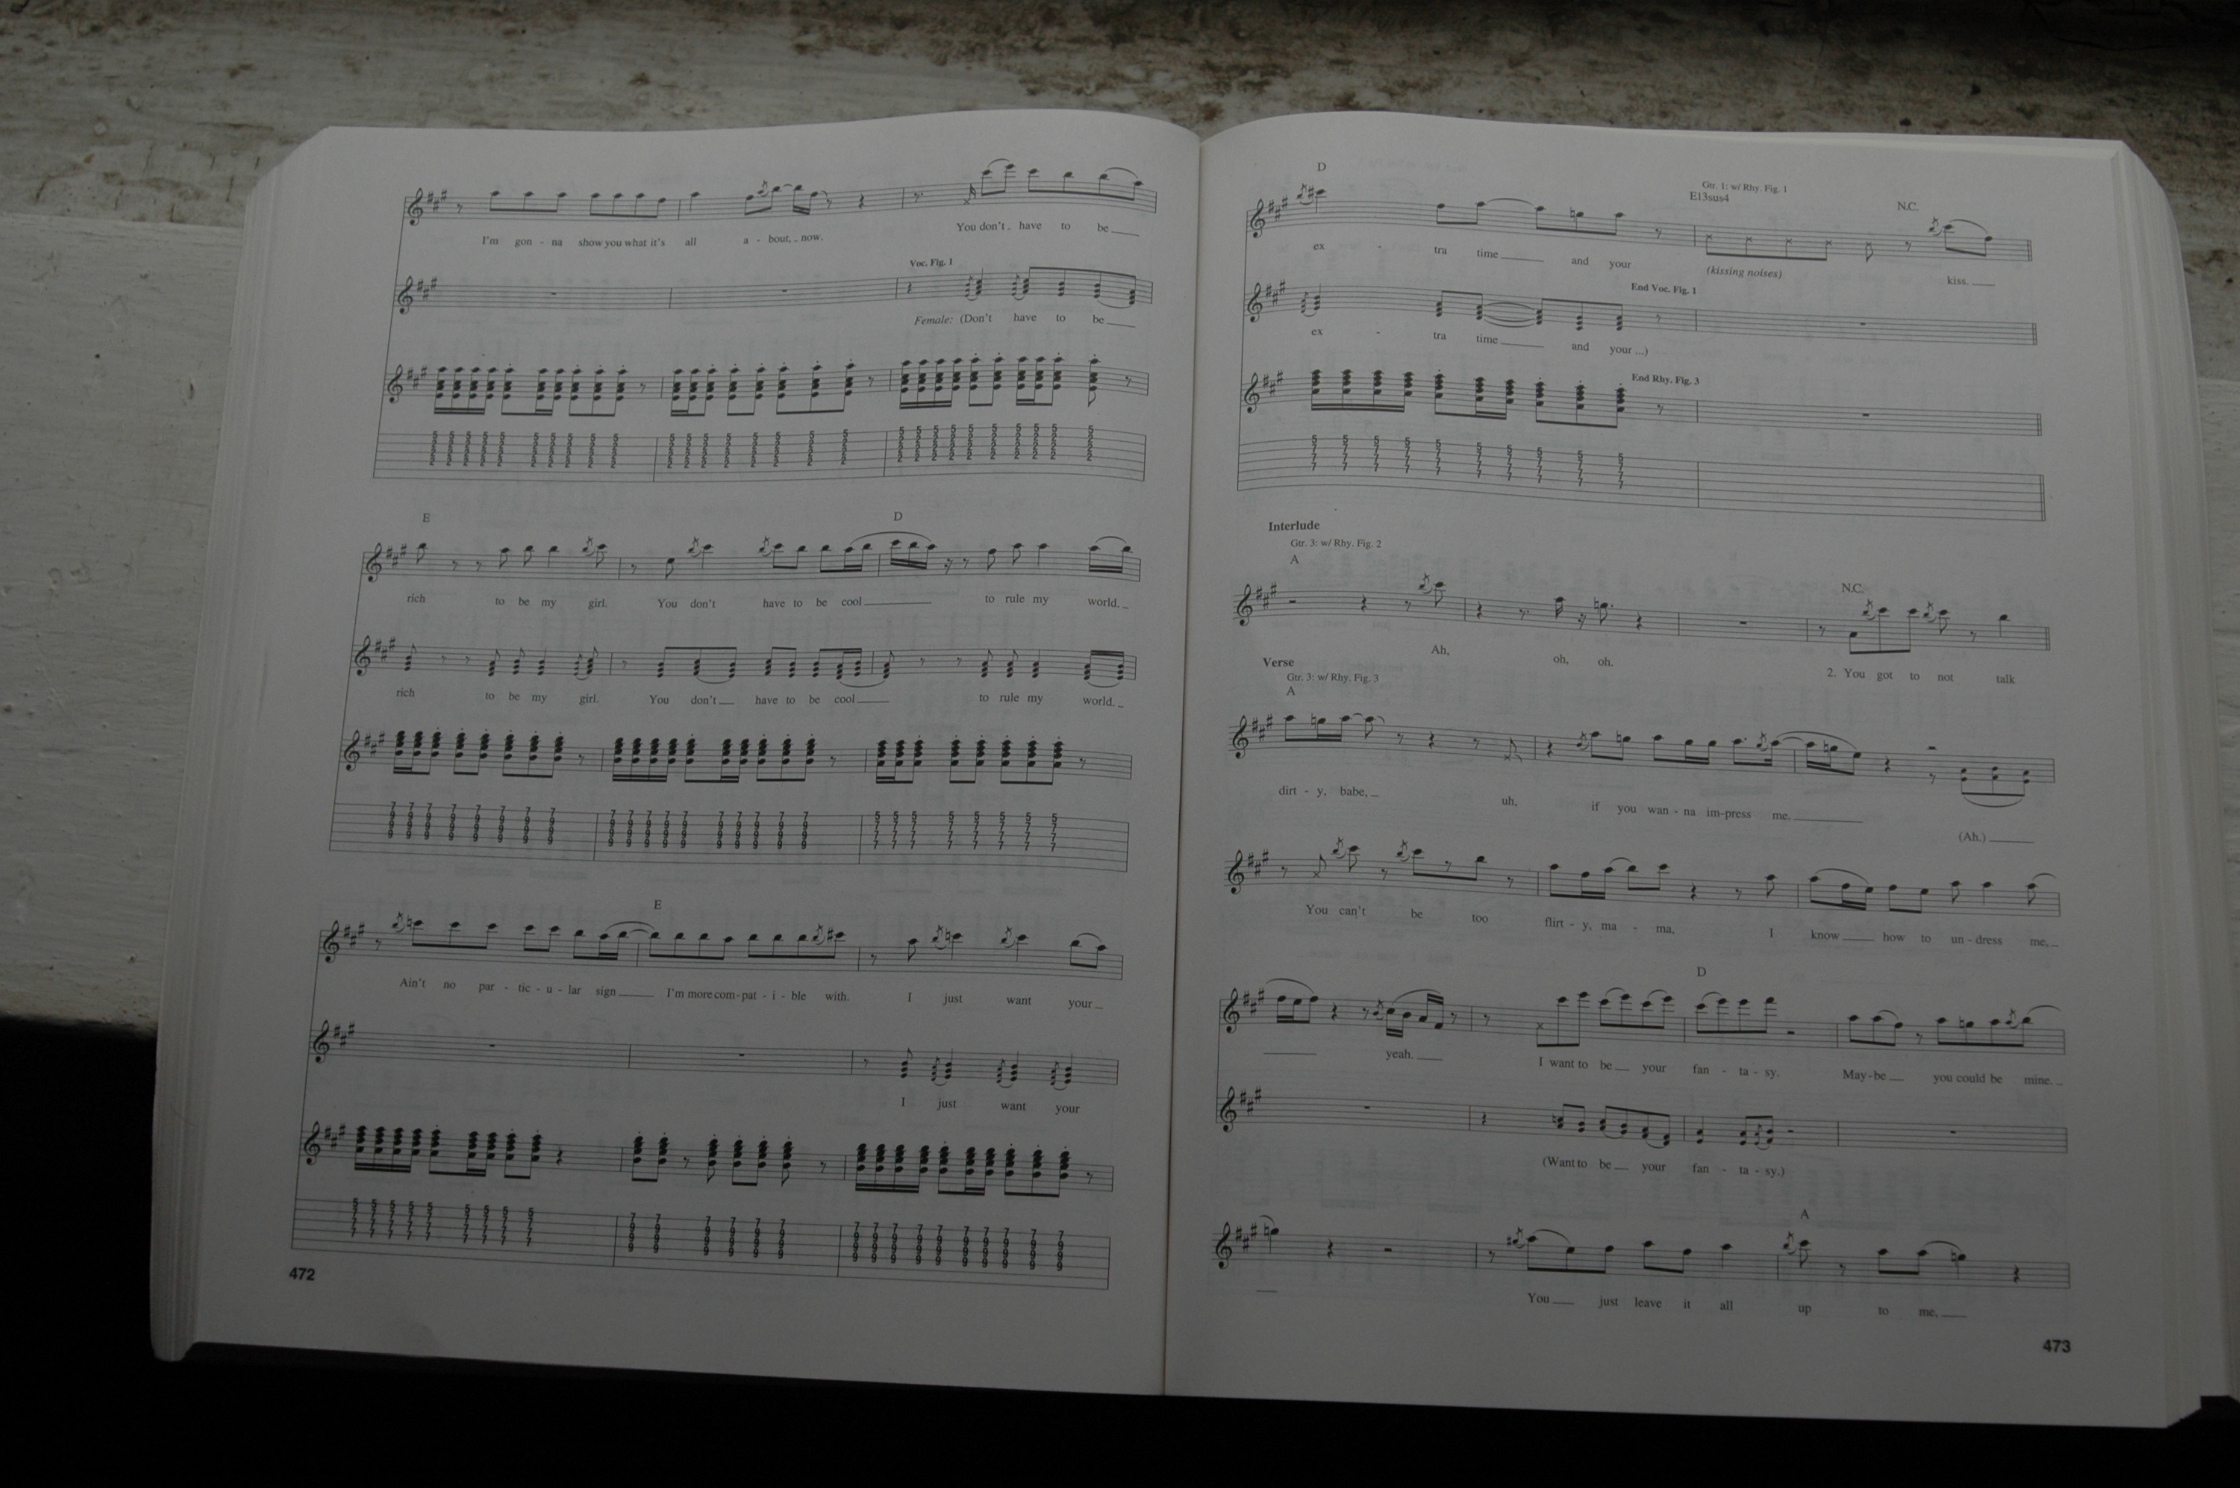 I'm gon - na show you what it's all a - bout, now. You don't have to be
Voc. Fig. 1
Female: (Don't have to be
E D
rich to be my girl. You don't have to be cool to rule my world.
rich to be my girl. You don't have to be cool to rule my world.
E
Ain't no par - tic - u - lar sign I'm more com - pat - i - ble with. I just want your
I just want your
472
D
Gtr. 1: w/ Rhy. Fig. 1
E13sus4 N.C.
ex - tra time and your (kissing noises) kiss.
End Voc. Fig. 1
ex - tra time and your ...)
End Rhy. Fig. 3
Interlude
Gtr. 3: w/ Rhy. Fig. 2
A N.C.
Ah, oh, oh. 2. You got to not talk
Verse
Gtr. 3: w/ Rhy. Fig. 3
A
dirt - y, babe, uh, if you wan - na im - press me. (Ah.)
You can't be too flirt - y, ma - ma, I know how to un - dress me,
D
yeah. I want to be your fan - ta - sy. May - be you could be mine.
(Want to be your fan - ta - sy.)
A
You just leave it all up to me.
473